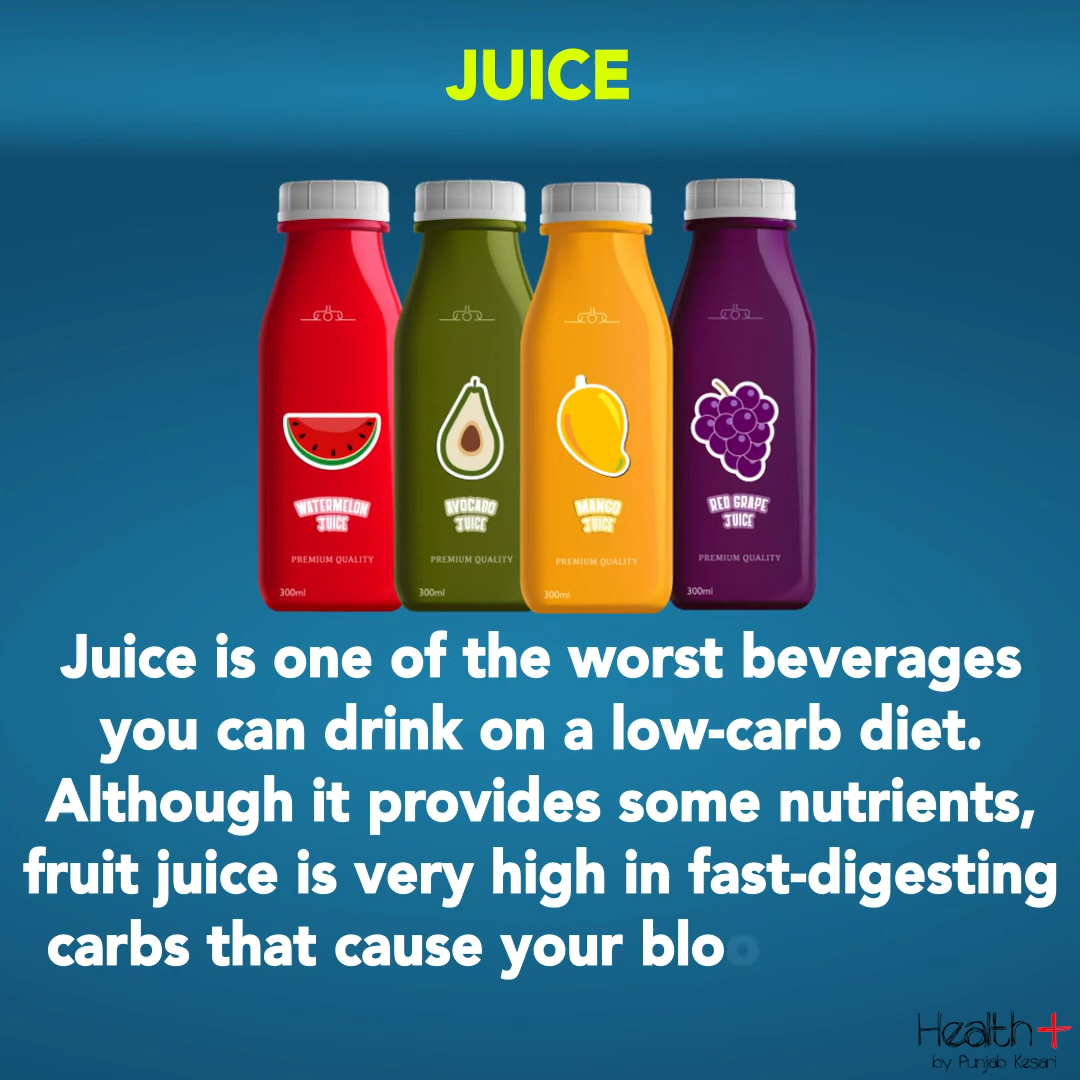 JUICE
WATERMELON
JUICE
PREMIUM QUALITY
300ml
AVOCADO
JUICE
PREMIUM QUALITY
300ml
MANGO
JUICE
PREMIUM QUALITY
300ml
RED GRAPE
JUICE
PREMIUM QUALITY
300ml
Juice is one of the worst beverages
you can drink on a low-carb diet.
Although it provides some nutrients,
fruit juice is very high in fast-digesting
carbs that cause your bloo
Health+
by Punjab Kesari